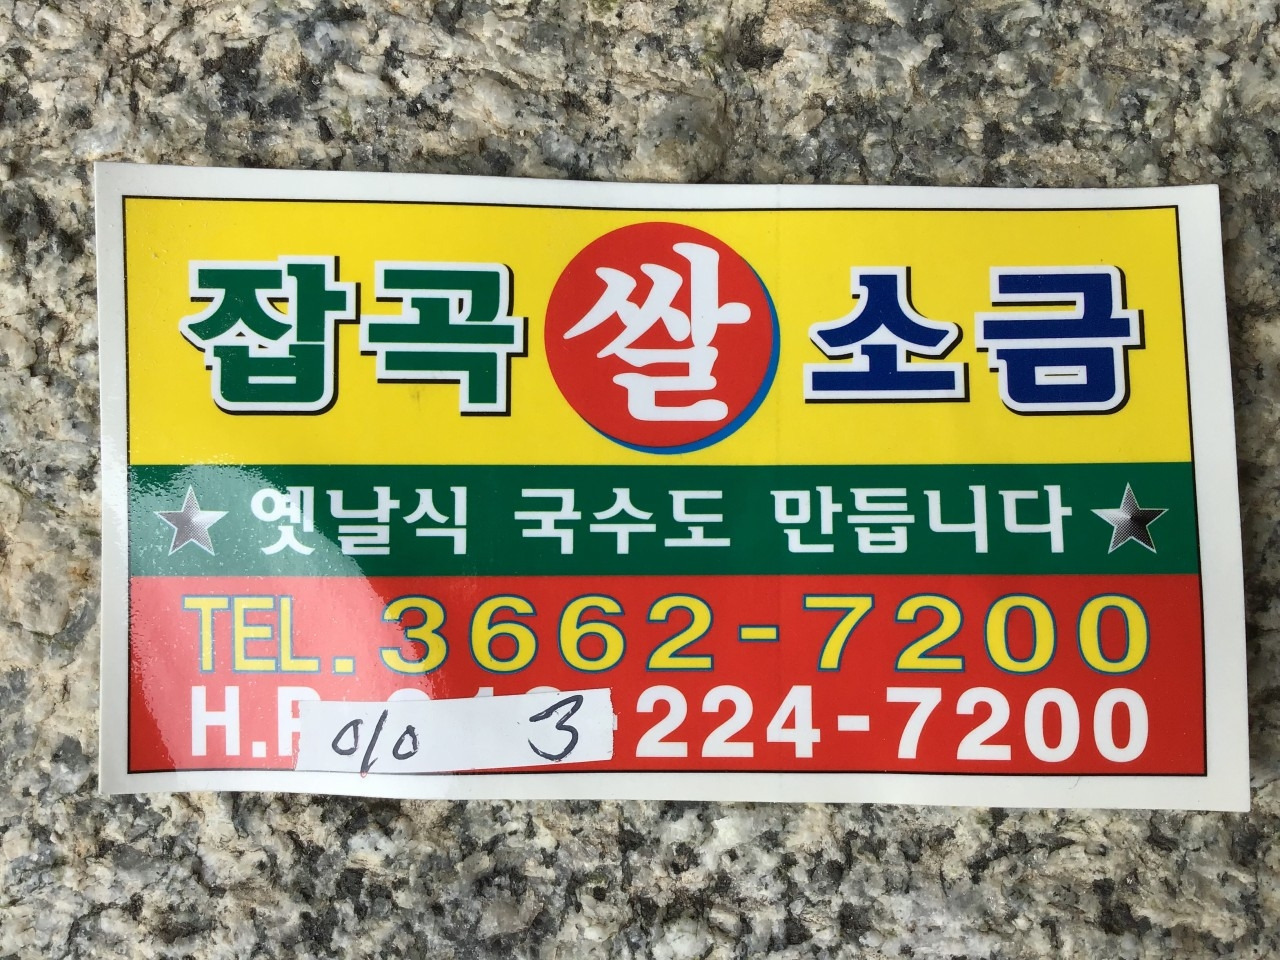 잡곡 쌀 소금
옛날식 국수도 만듭니다
TEL. 3662-7200
H.P 010 3 -224-7200